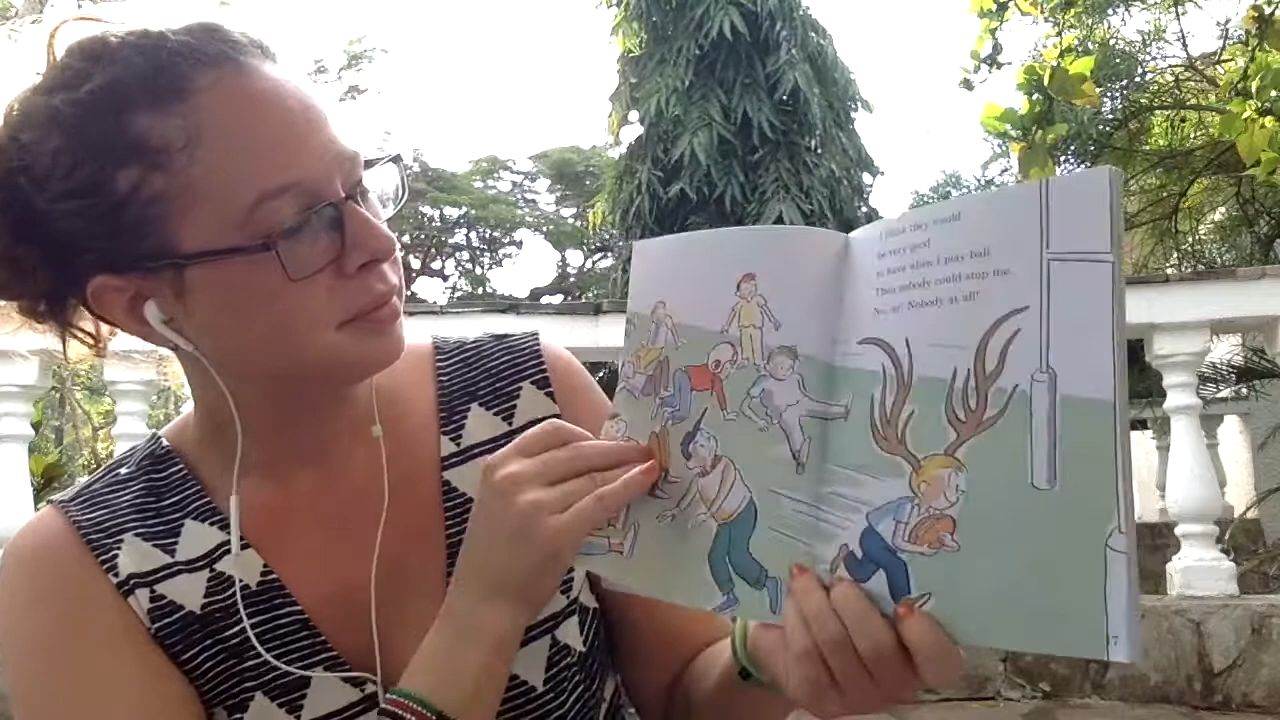 I think they would
be very good
to have when I play ball.
Then nobody could stop me.
No, sir! Nobody at all!
7